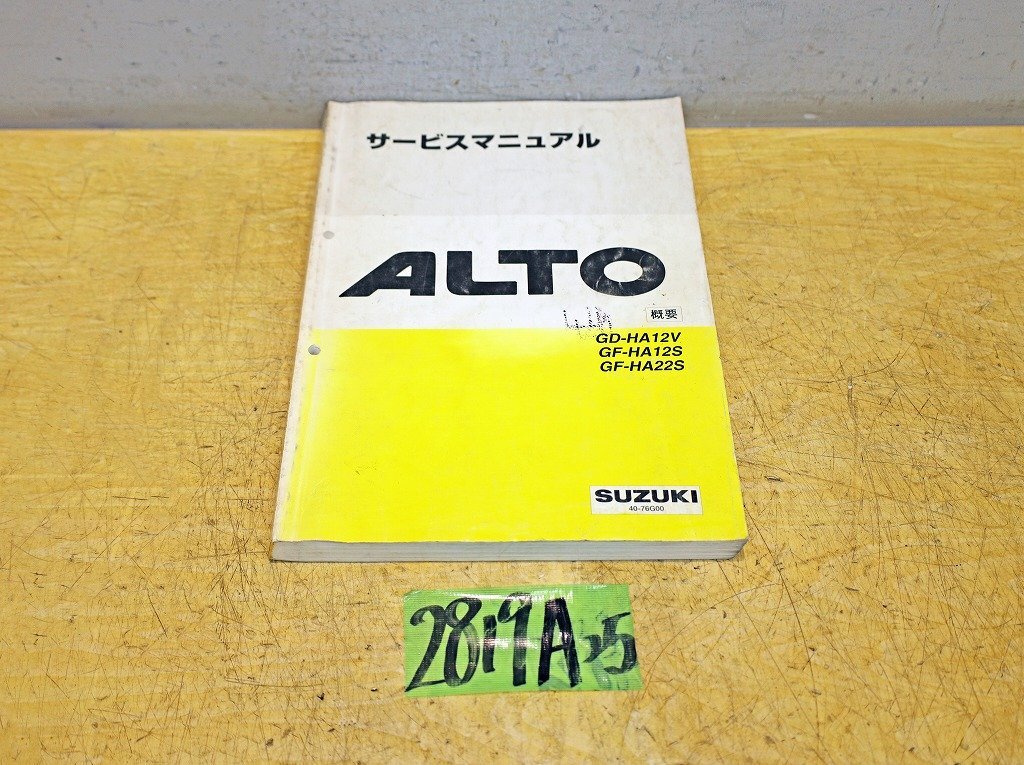 サービスマニュアル
ALTO
概要
GD-HA12V
GF-HA12S
GF-HA22S
SUZUKI
40-76G00
2819A25